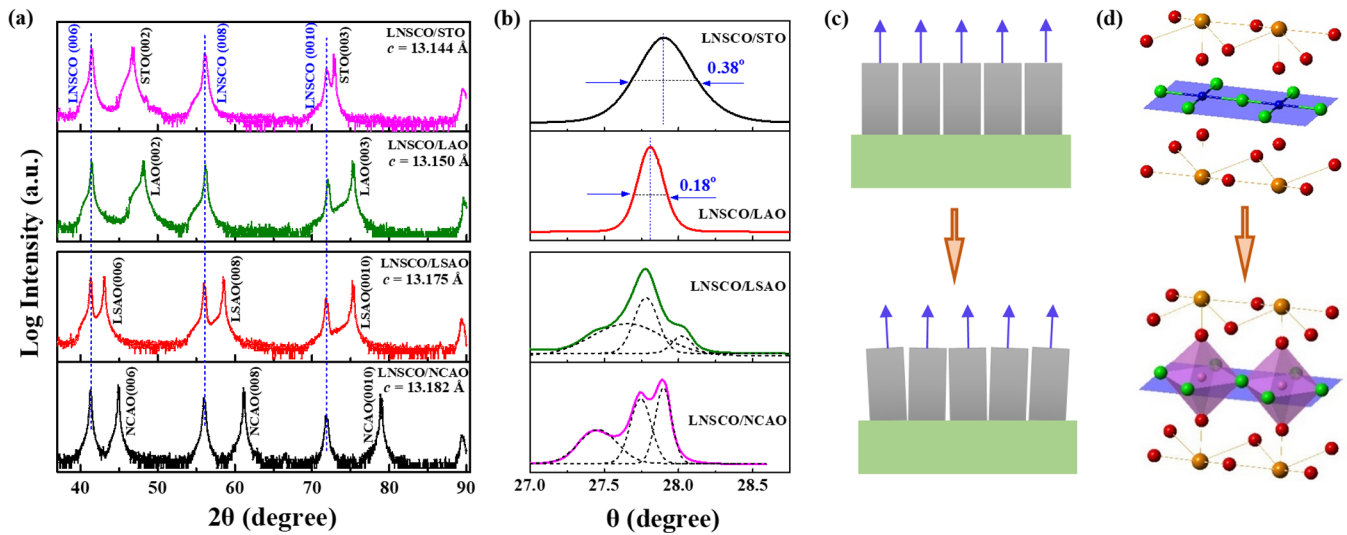 (a)
LNSCO (006)
STO(002)
LNSCO (008)
LNSCO (0010)
STO(003)
LNSCO/STO
c = 13.144 Å
LAO(002)
LAO(003)
LNSCO/LAO
c = 13.150 Å
LSAO(006)
LSAO(008)
LSAO(0010)
LNSCO/LSAO
c = 13.175 Å
NCAO(006)
NCAO(008)
NCAO(0010)
LNSCO/NCAO
c = 13.182 Å
Log Intensity (a.u.)
40 50 60 70 80 90
2θ (degree)
(b)
LNSCO/STO
0.38°
0.18°
LNSCO/LAO
LNSCO/LSAO
LNSCO/NCAO
27.0 27.5 28.0 28.5
θ (degree)
(c)
(d)